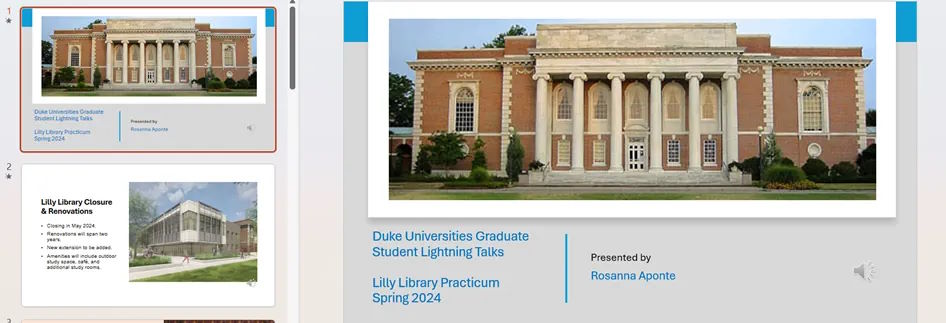 1
Duke Universities Graduate
Student Lightning Talks
Lilly Library Practicum
Spring 2024
Presented by
Rosanna Aponte
2
Lilly Library Closure
& Renovations
• Closing in May 2024.
• Renovations will span two
years.
• New extension to be added.
• Amenities will include outdoor
study space, café, and
additional study rooms.
3
Duke Universities Graduate
Student Lightning Talks
Lilly Library Practicum
Spring 2024
Presented by
Rosanna Aponte